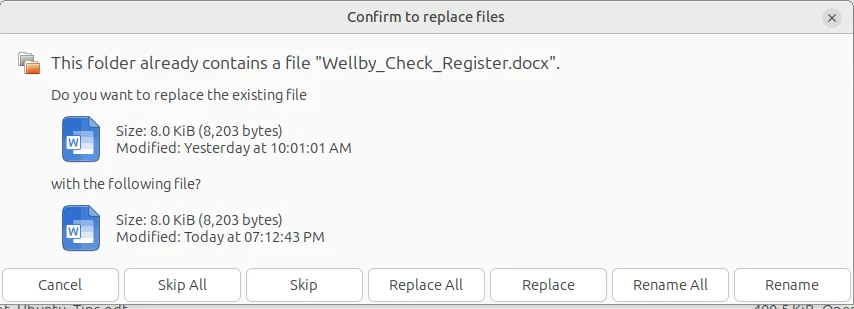 Confirm to replace files
This folder already contains a file "Wellby_Check_Register.docx".
Do you want to replace the existing file
W
Size: 8.0 KiB (8,203 bytes)
Modified: Yesterday at 10:01:01 AM
with the following file?
W
Size: 8.0 KiB (8,203 bytes)
Modified: Today at 07:12:43 PM
Cancel
Skip All
Skip
Replace All
Replace
Rename All
Rename